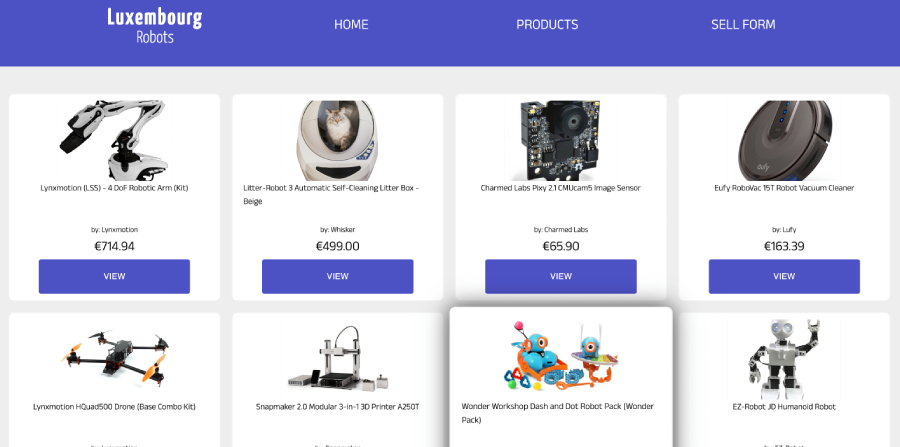 Luxembourg
Robots
HOME
PRODUCTS
SELL FORM
Lynxmotion (LSS) - 4 DoF Robotic Arm (Kit)
by: Lynxmotion
€714.94
VIEW
Litter-Robot 3 Automatic Self-Cleaning Litter Box -
Beige
by: Whisker
€499.00
VIEW
Charmed Labs Pixy 2.1 CMUcam5 Image Sensor
by: Charmed Labs
€65.90
VIEW
eufy
Eufy RoboVac 15T Robot Vacuum Cleaner
by: Lufy
€163.39
VIEW
Lynxmotion HQuad500 Drone (Base Combo Kit)
Snapmaker 2.0 Modular 3-in-1 3D Printer A250T
Wonder Workshop Dash and Dot Robot Pack (Wonder
Pack)
EZ-Robot JD Humanoid Robot